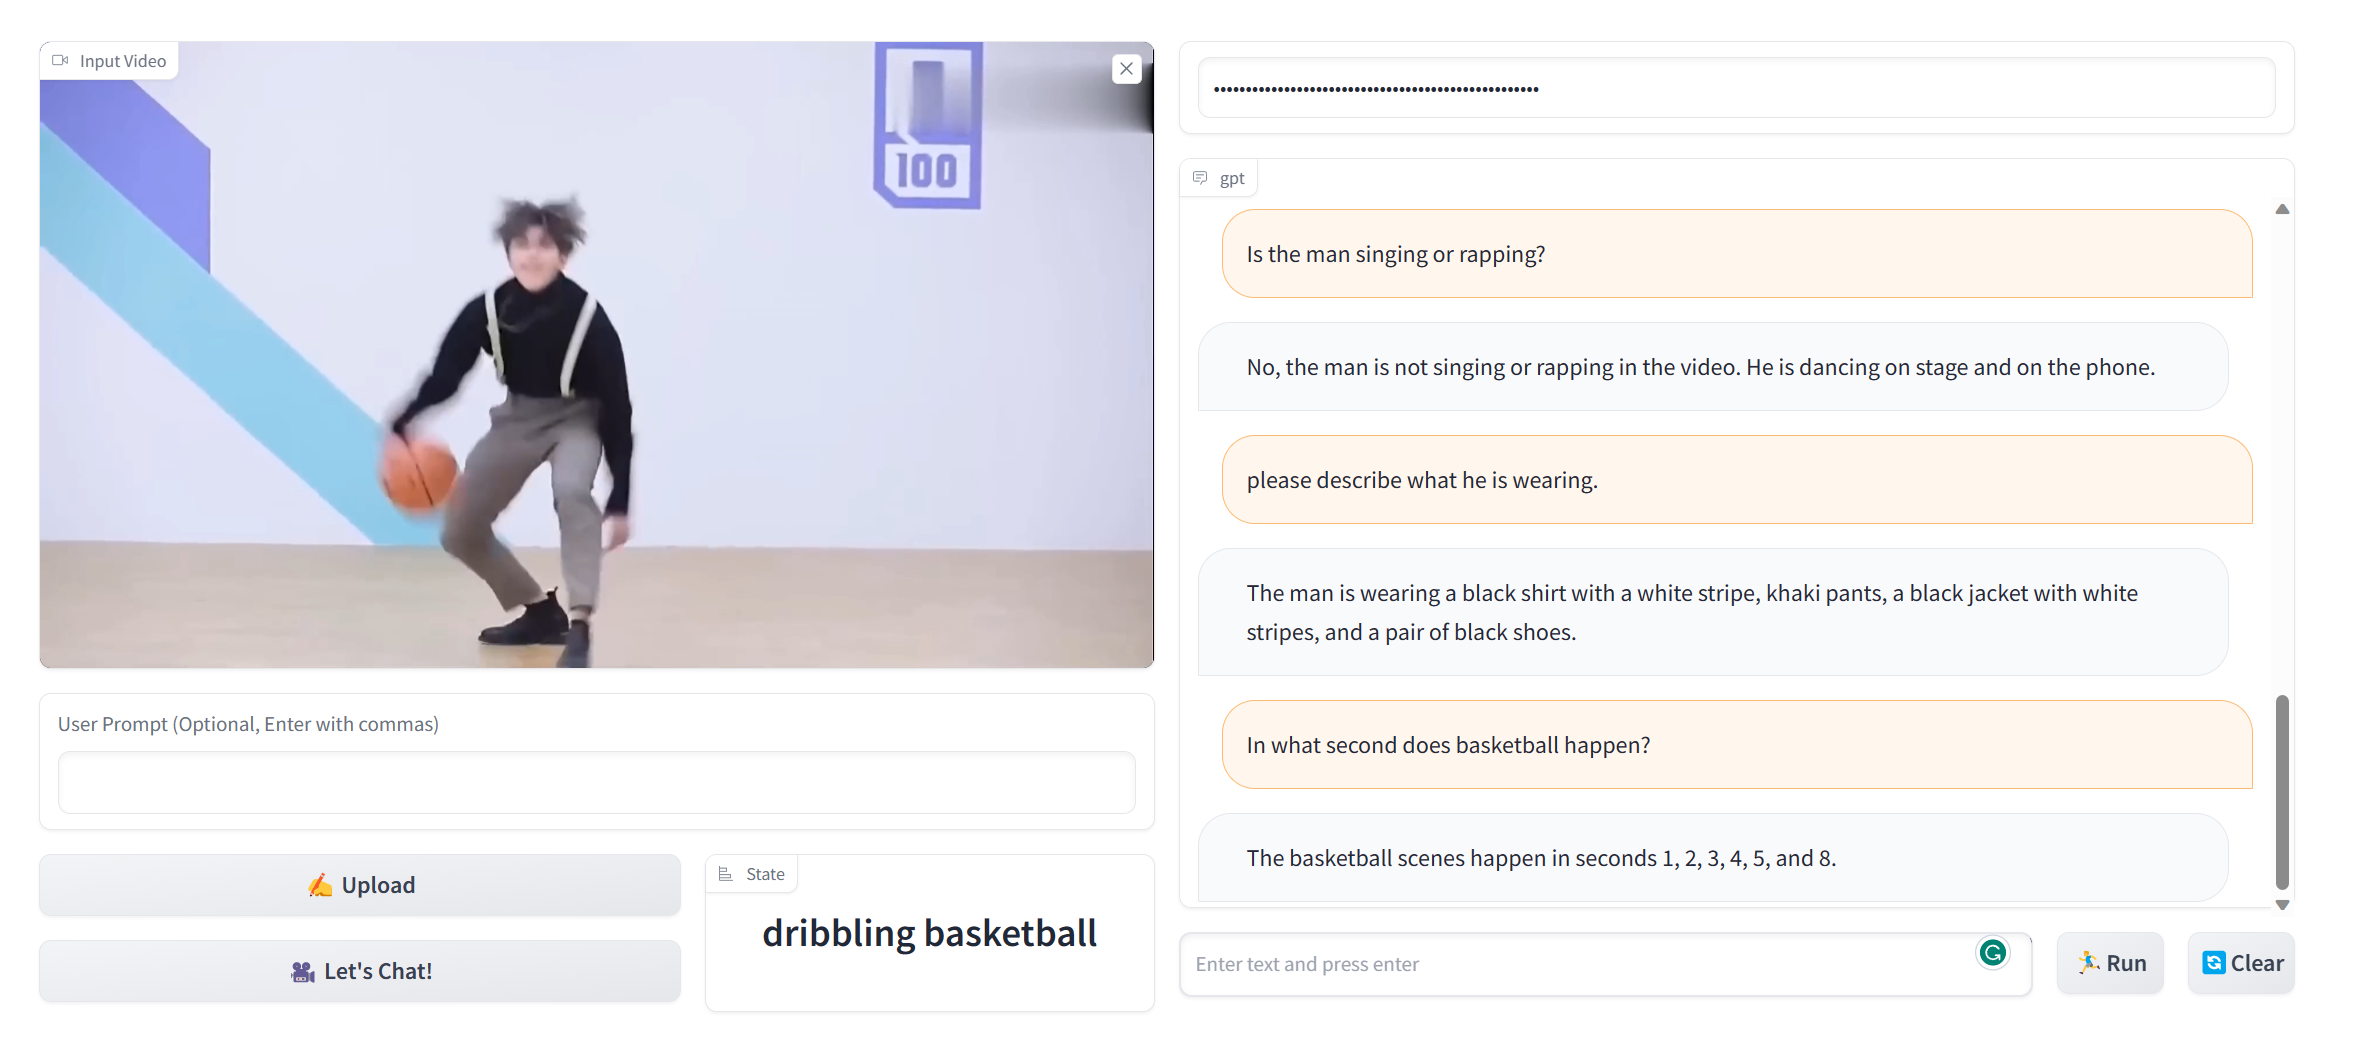 Input Video
100
User Prompt (Optional, Enter with commas)
✍️ Upload
🎥 Let's Chat!
State
dribbling basketball
••••••••••••••••••••••••••••••••••••••••••••••••••••
gpt
Is the man singing or rapping?
No, the man is not singing or rapping in the video. He is dancing on stage and on the phone.
please describe what he is wearing.
The man is wearing a black shirt with a white stripe, khaki pants, a black jacket with white
stripes, and a pair of black shoes.
In what second does basketball happen?
The basketball scenes happen in seconds 1, 2, 3, 4, 5, and 8.
Enter text and press enter
🏃 Run
🔄 Clear